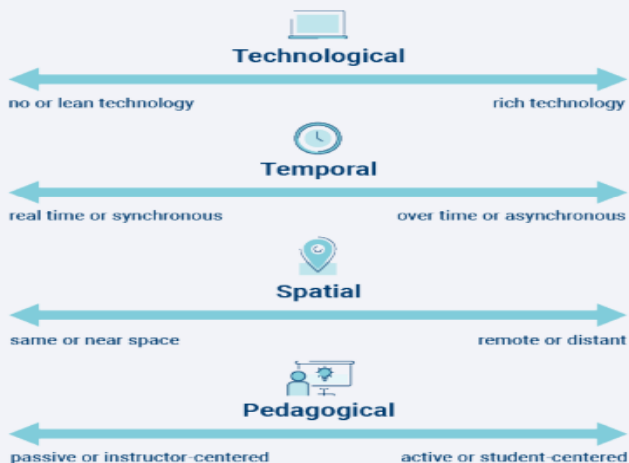 Technological
no or lean technology
rich technology
Temporal
real time or synchronous
over time or asynchronous
Spatial
same or near space
remote or distant
Pedagogical
passive or instructor-centered
active or student-centered